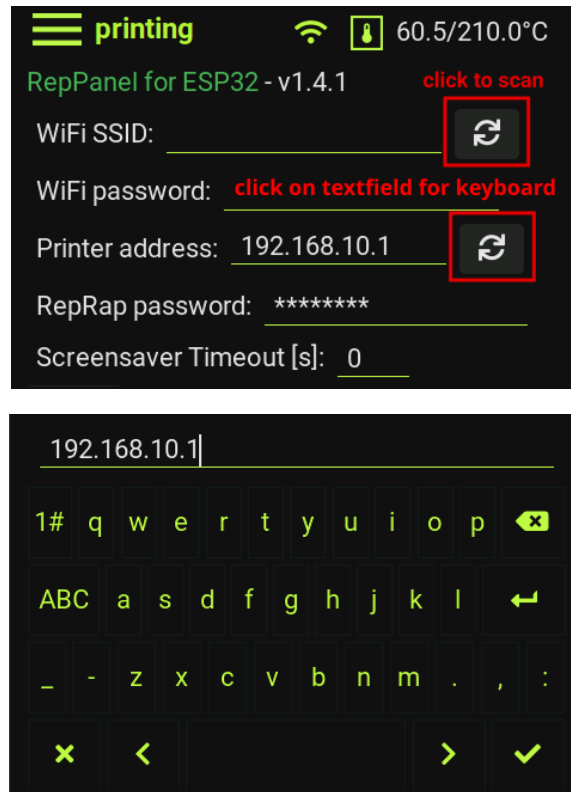 printing 60.5/210.0°C
RepPanel for ESP32 - v1.4.1 click to scan
WiFi SSID:
WiFi password: click on textfield for keyboard
Printer address: 192.168.10.1
RepRap password: ********
Screensaver Timeout [s]: 0
192.168.10.1
1# q w e r t y u i o p
ABC a s d f g h j k l
_ - z x c v b n m . , :